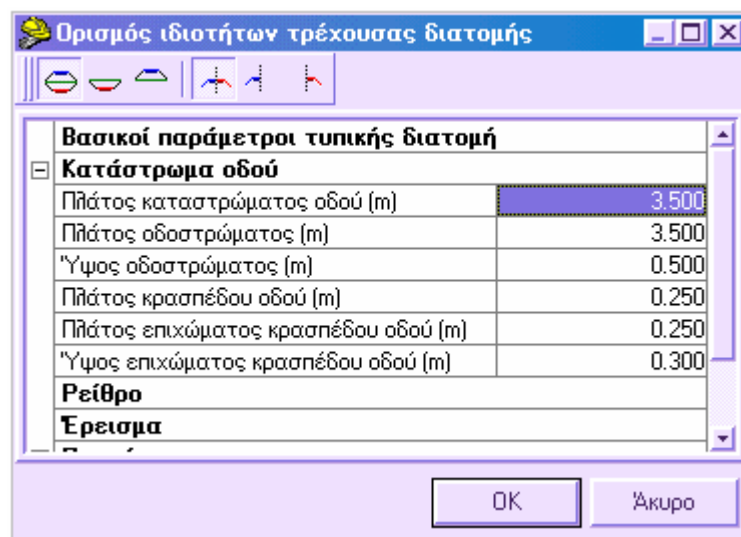 Ορισμός ιδιοτήτων τρέχουσας διατομής
Βασικοί παράμετροι τυπικής διατομή
Κατάστρωμα οδού
Πλάτος καταστρώματος οδού (m) 3.500
Πλάτος οδοστρώματος (m) 3.500
Ύψος οδοστρώματος (m) 0.500
Πλάτος κρασπέδου οδού (m) 0.250
Πλάτος επιχώματος κρασπέδου οδού (m) 0.250
Ύψος επιχώματος κρασπέδου οδού (m) 0.300
Ρείθρο
Έρεισμα
OK Άκυρο